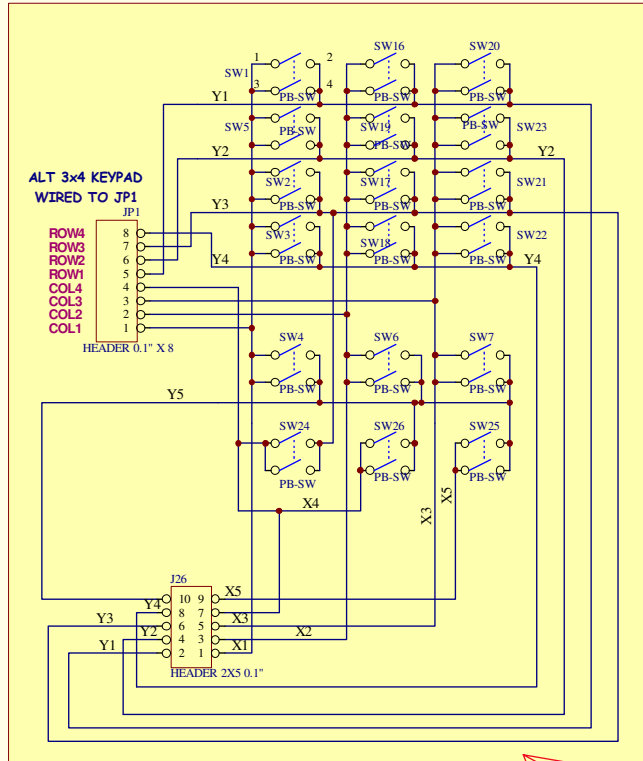 SW16 SW20
1 2
SW1
3 4
PB-SW PB-SW PB-SW
Y1
SW5 SW19 PB-SW SW23
PB-SW PB-SW
Y2 Y2
ALT 3x4 KEYPAD
WIRED TO JP1
SW2 SW17 SW21
PB-SW PB-SW PB-SW
JP1
Y3
SW3 SW18 SW22
PB-SW PB-SW PB-SW
Y4 Y4
ROW4 8
ROW3 7
ROW2 6
ROW1 5
COL4 4
COL3 3
COL2 2
COL1 1
HEADER 0.1" X 8
SW4 SW6 SW7
PB-SW PB-SW PB-SW
Y5
SW24 SW26 SW25
PB-SW PB-SW PB-SW
X5
X4
X3
J26
10 9 X5
Y4 8 7
Y3 6 5 X3
Y2 4 3 X2
Y1 2 1 X1
HEADER 2X5 0.1"